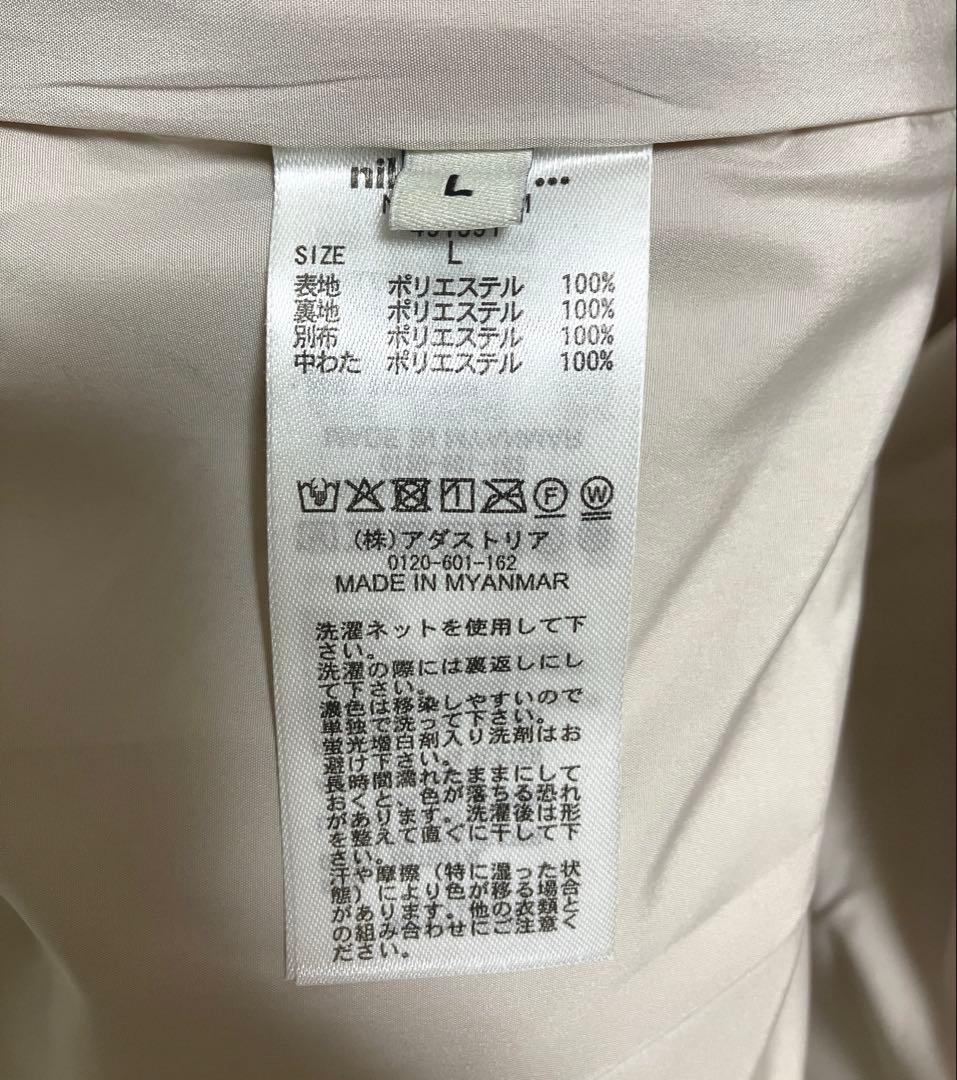 L
SIZE L
表地 ポリエステル 100%
裏地 ポリエステル 100%
別布 ポリエステル 100%
中わた ポリエステル 100%
F W
(株)アダストリア
0120-601-162
MADE IN MYANMAR
洗濯ネットを使用して下
さい。
洗濯の際には裏返しにし
て下さい。
濃色は移染しやすいので
単独で洗って下さい。
蛍光増白剤入り洗剤はお
避け下さい。
長時間濡れたままにして
おくと、色が落ちる恐れ
があります。洗濯後は形
を整えて直ぐに干して下
さい。
汗や摩擦(特に湿った状
態)により色が移る場合
があります。他の衣類と
の組み合わせにご注意く
ださい。